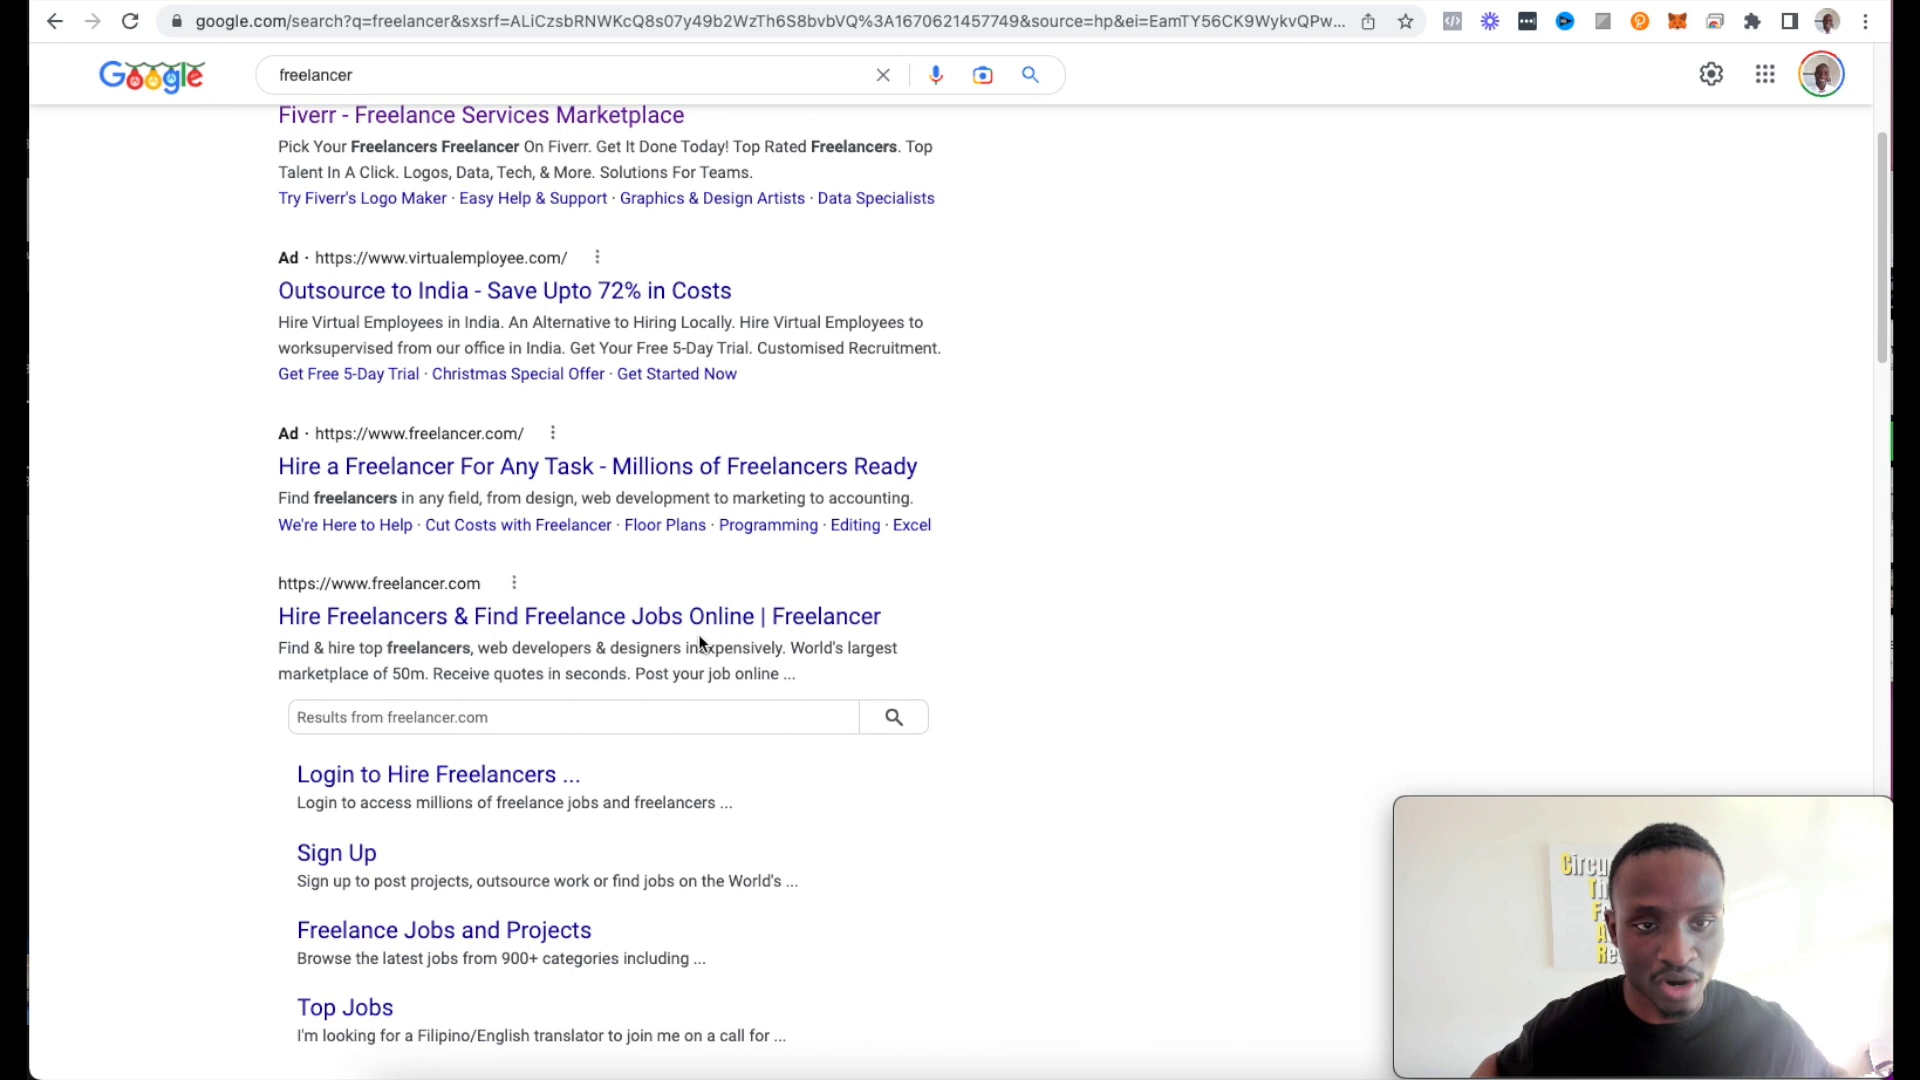 google.com/search?q=freelancer&sxsrf=ALiCzsbRNWKcQ8s07y49b2WzTh6S8bvbVQ%3A1670621457749&source=hp&ei=EamTY56CK9WykvQPw...
Google
freelancer
Fiverr - Freelance Services Marketplace
Pick Your Freelancers Freelancer On Fiverr. Get It Done Today! Top Rated Freelancers. Top
Talent In A Click. Logos, Data, Tech, & More. Solutions For Teams.
Try Fiverr's Logo Maker · Easy Help & Support · Graphics & Design Artists · Data Specialists
Ad · https://www.virtualemployee.com/
Outsource to India - Save Upto 72% in Costs
Hire Virtual Employees in India. An Alternative to Hiring Locally. Hire Virtual Employees to
worksupervised from our office in India. Get Your Free 5-Day Trial. Customised Recruitment.
Get Free 5-Day Trial · Christmas Special Offer · Get Started Now
Ad · https://www.freelancer.com/
Hire a Freelancer For Any Task - Millions of Freelancers Ready
Find freelancers in any field, from design, web development to marketing to accounting.
We're Here to Help · Cut Costs with Freelancer · Floor Plans · Programming · Editing · Excel
https://www.freelancer.com
Hire Freelancers & Find Freelance Jobs Online | Freelancer
Find & hire top freelancers, web developers & designers inexpensively. World's largest
marketplace of 50m. Receive quotes in seconds. Post your job online ...
Results from freelancer.com
Login to Hire Freelancers ...
Login to access millions of freelance jobs and freelancers ...
Sign Up
Sign up to post projects, outsource work or find jobs on the World's ...
Freelance Jobs and Projects
Browse the latest jobs from 900+ categories including ...
Top Jobs
I'm looking for a Filipino/English translator to join me on a call for ...